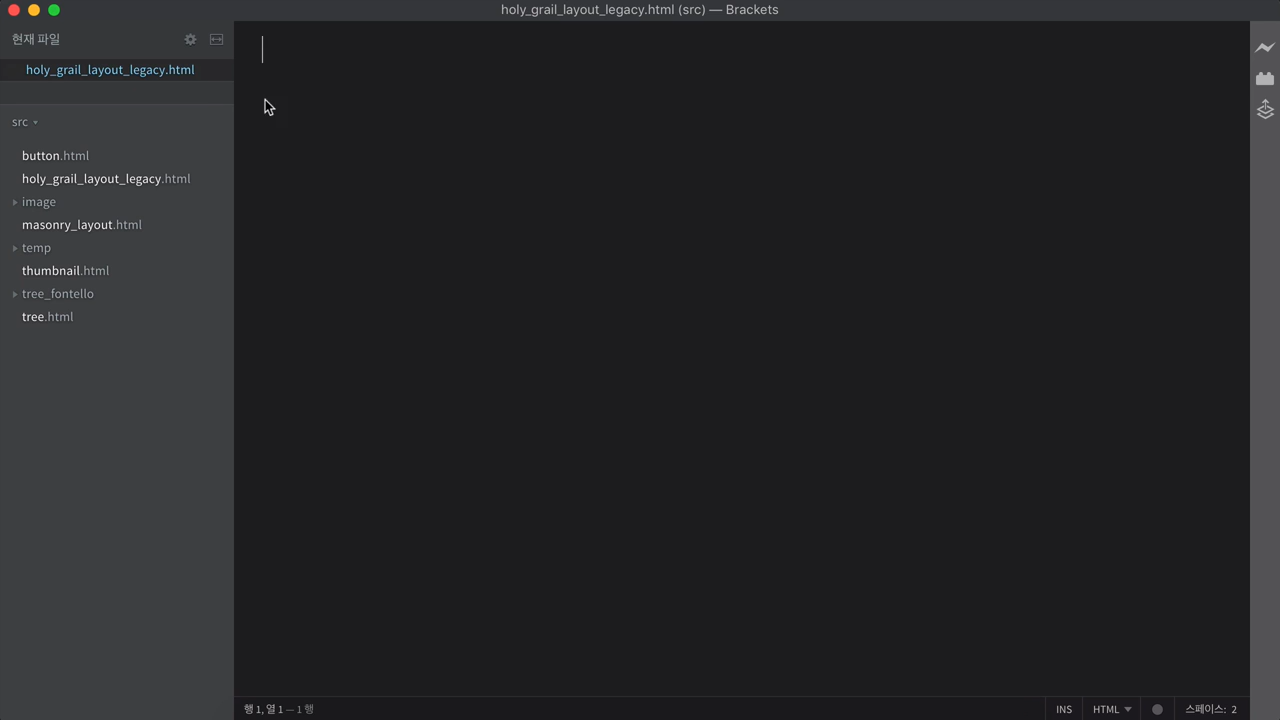 holy_grail_layout_legacy.html (src) — Brackets
현재 파일
holy_grail_layout_legacy.html
src
button.html
holy_grail_layout_legacy.html
image
masonry_layout.html
temp
thumbnail.html
tree_fontello
tree.html
행 1, 열 1 — 1 행
INS
HTML
스페이스: 2